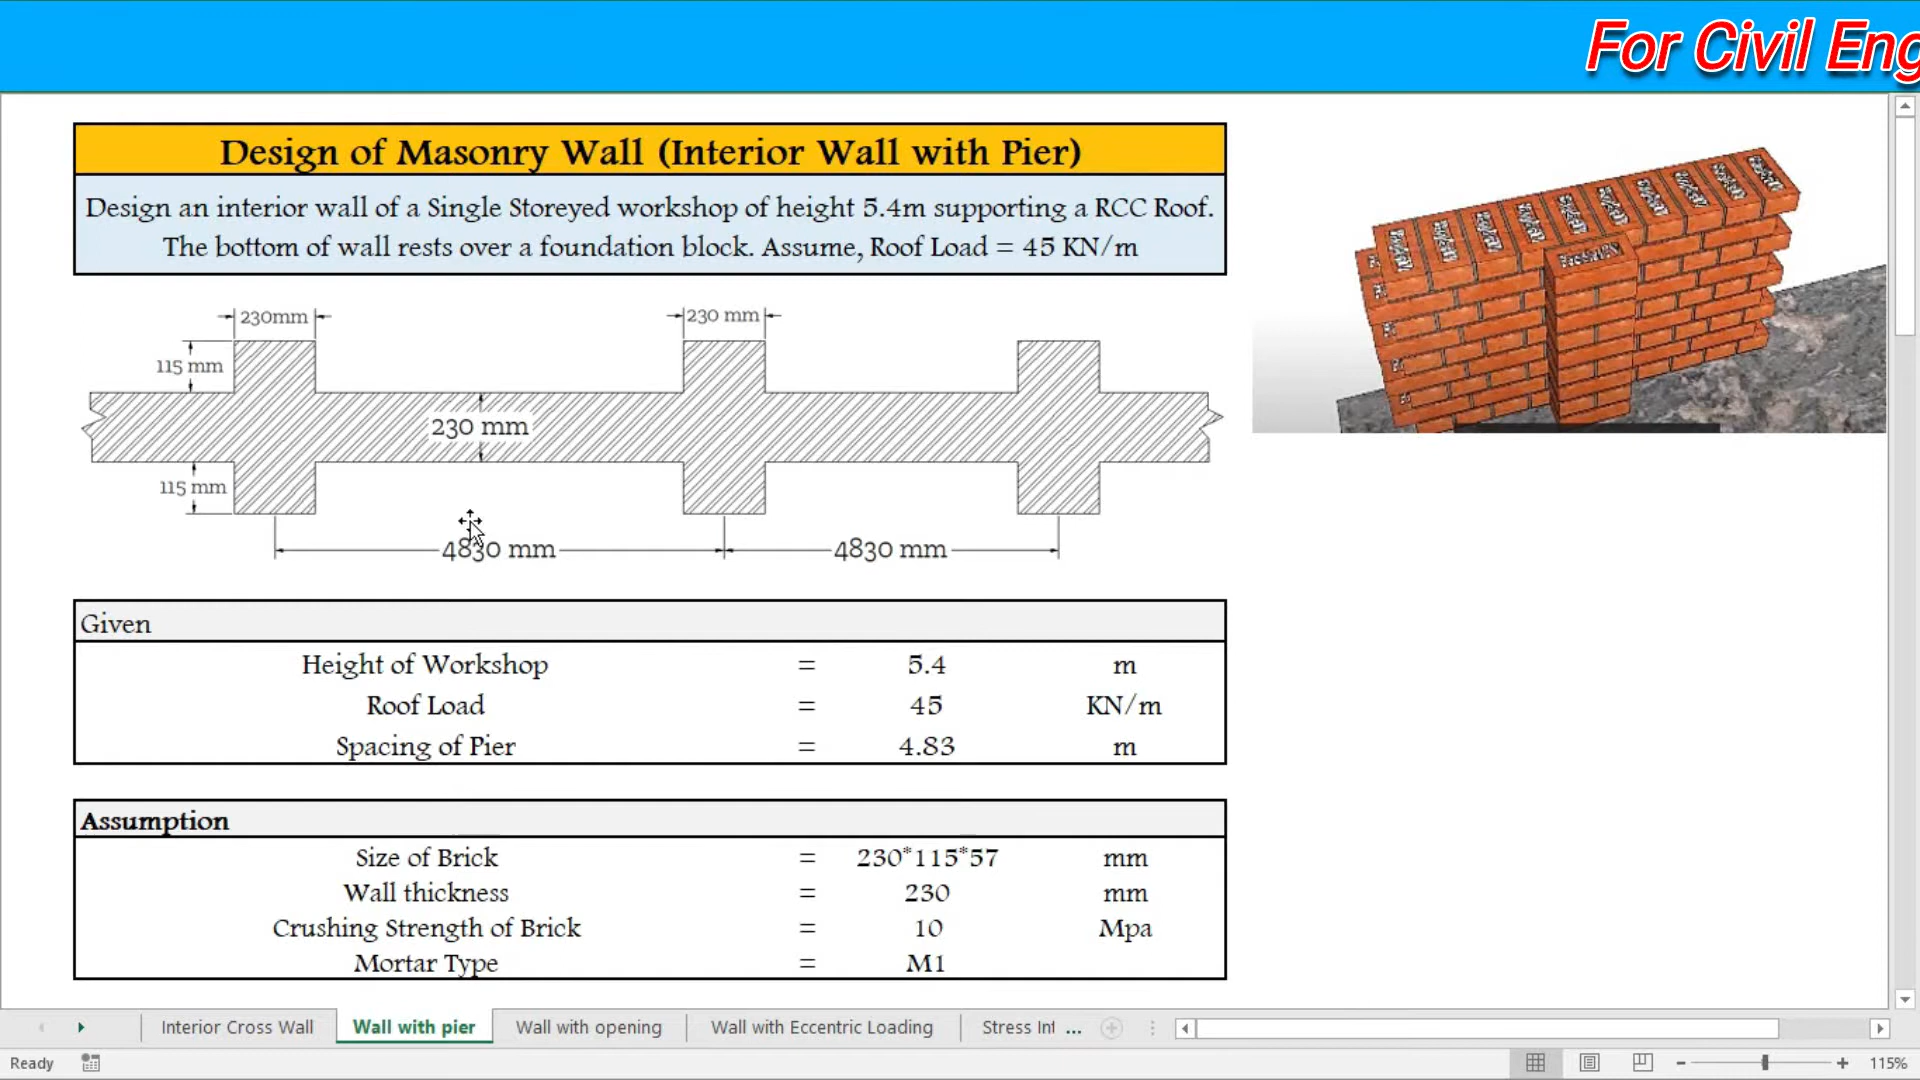 For Civil Eng
Design of Masonry Wall (Interior Wall with Pier)
Design an interior wall of a Single Storeyed workshop of height 5.4m supporting a RCC Roof.
The bottom of wall rests over a foundation block. Assume, Roof Load = 45 KN/m
230mm
230 mm
115 mm
230 mm
115 mm
4830 mm
4830 mm
Given
Height of Workshop = 5.4 m
Roof Load = 45 KN/m
Spacing of Pier = 4.83 m
Assumption
Size of Brick = 230*115*57 mm
Wall thickness = 230 mm
Crushing Strength of Brick = 10 Mpa
Mortar Type = M1
Interior Cross Wall Wall with pier Wall with opening Wall with Eccentric Loading Stress Int ...
Ready 115%